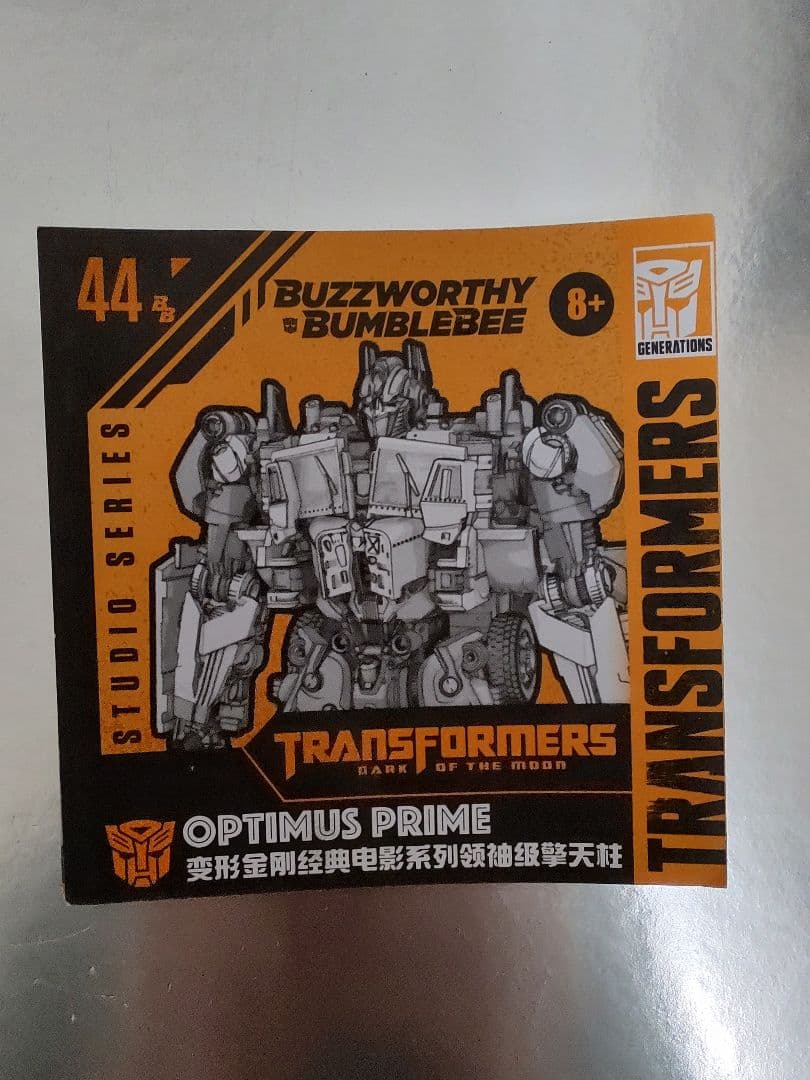 44 BB
BUZZWORTHY
BUMBLEBEE
8+
GENERATIONS
STUDIO SERIES
TRANSFORMERS
TRANSFORMERS
DARK OF THE MOON
OPTIMUS PRIME
变形金刚经典电影系列领袖级擎天柱